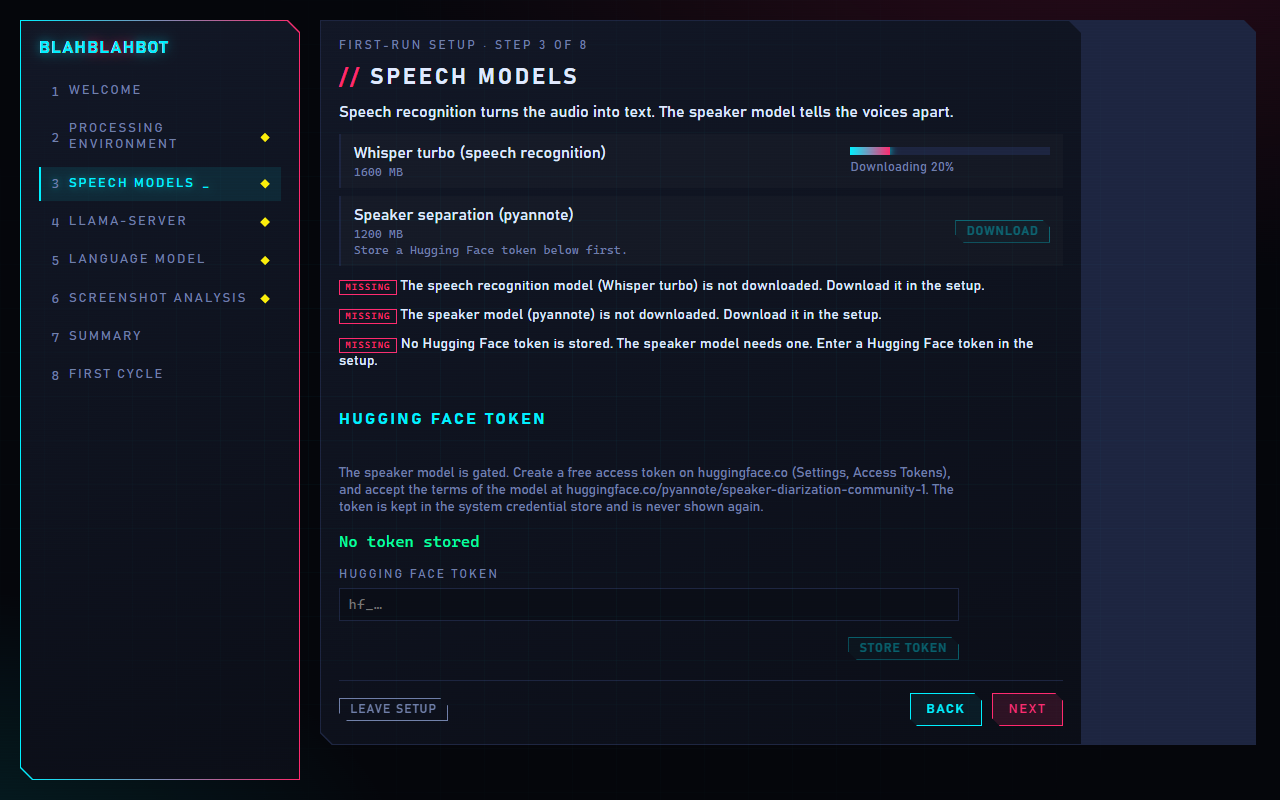 BLAHBLAHBOT
1 WELCOME
2 PROCESSING
ENVIRONMENT
3 SPEECH MODELS _
4 LLAMA-SERVER
5 LANGUAGE MODEL
6 SCREENSHOT ANALYSIS
7 SUMMARY
8 FIRST CYCLE
FIRST-RUN SETUP · STEP 3 OF 8
// SPEECH MODELS
Speech recognition turns the audio into text. The speaker model tells the voices apart.
Whisper turbo (speech recognition)
1600 MB
Downloading 20%
Speaker separation (pyannote)
1200 MB
Store a Hugging Face token below first.
DOWNLOAD
MISSING The speech recognition model (Whisper turbo) is not downloaded. Download it in the setup.
MISSING The speaker model (pyannote) is not downloaded. Download it in the setup.
MISSING No Hugging Face token is stored. The speaker model needs one. Enter a Hugging Face token in the
setup.
HUGGING FACE TOKEN
The speaker model is gated. Create a free access token on huggingface.co (Settings, Access Tokens),
and accept the terms of the model at huggingface.co/pyannote/speaker-diarization-community-1. The
token is kept in the system credential store and is never shown again.
No token stored
HUGGING FACE TOKEN
hf_…
STORE TOKEN
LEAVE SETUP
BACK
NEXT